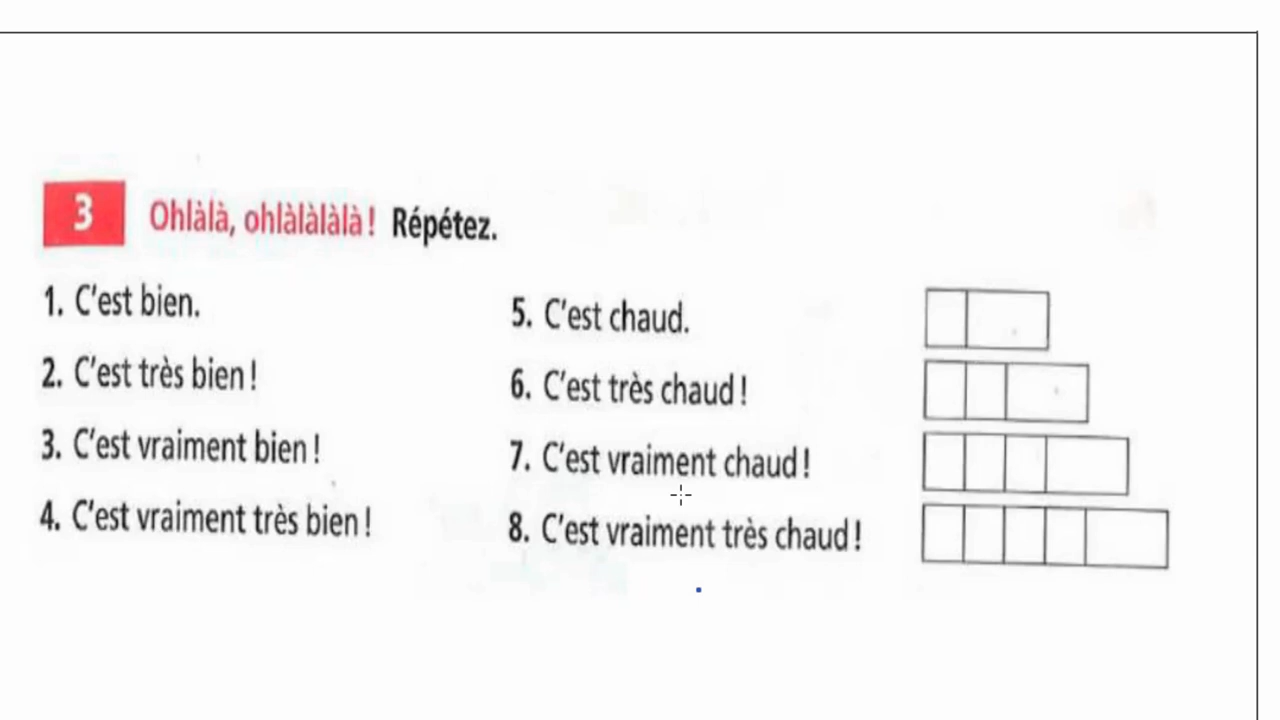 3 Ohlàlà, ohlàlàlàlà ! Répétez.
1. C'est bien.
2. C'est très bien !
3. C'est vraiment bien !
4. C'est vraiment très bien !
5. C'est chaud.
6. C'est très chaud !
7. C'est vraiment chaud !
8. C'est vraiment très chaud !